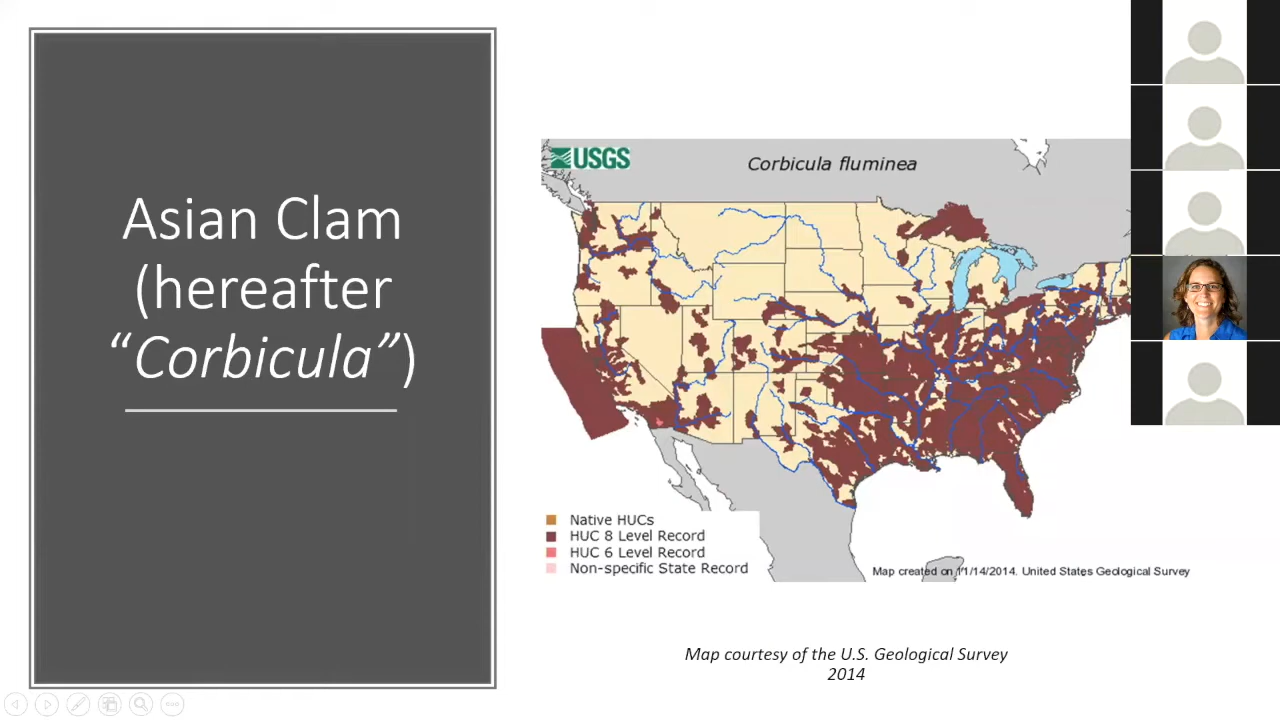 Asian Clam
(hereafter
“Corbicula”)
USGS
Corbicula fluminea
Native HUCs
HUC 8 Level Record
HUC 6 Level Record
Non-specific State Record
Map created on 11/14/2014. United States Geological Survey
Map courtesy of the U.S. Geological Survey
2014